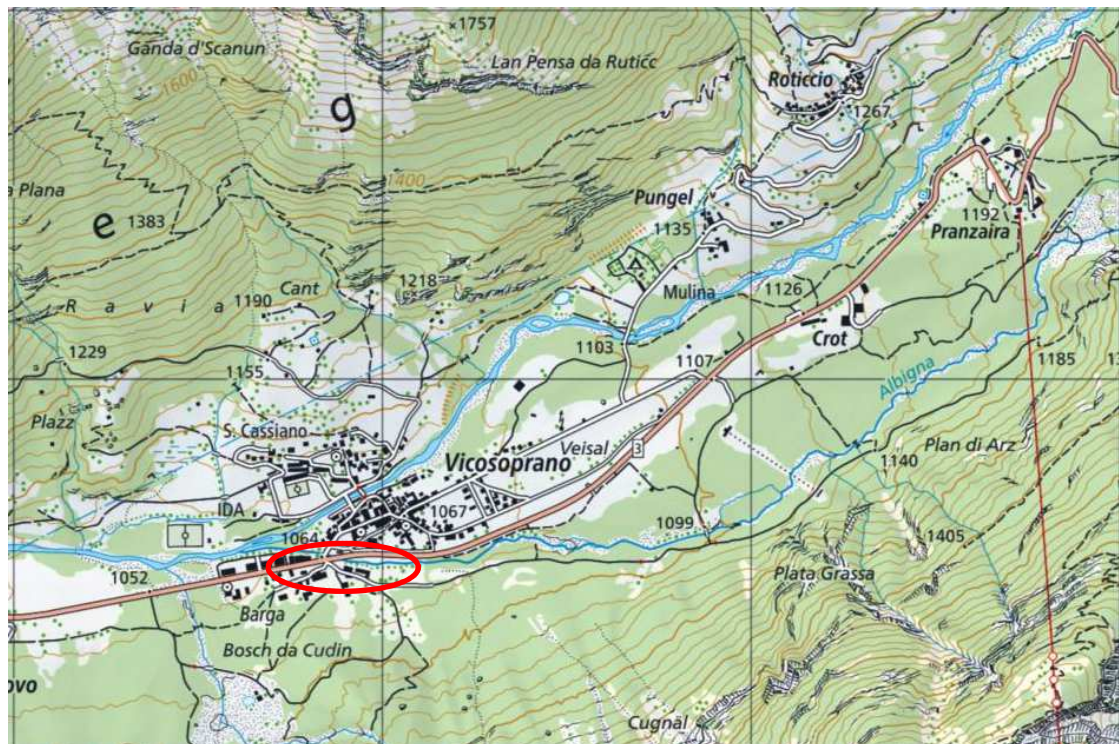 1757
Ganda d'Scanun
Lan Pensa da Ruticc
Roticcio
1600
g
1267
1400
a Plana
Pungel
1383
e
1135
1192
Pranzaira
1218
Cant
Mulina
1126
1190
Ravia
Crot
1103
1107
1229
1155
1185
Albigna
Plazz
S. Cassiano
Veisal
3
Plan di Arz
Vicosoprano
1140
IDA
1067
1064
1099
1405
1052
Plata Grassa
Barga
Bosch da Cudin
ovo
Cugnäl